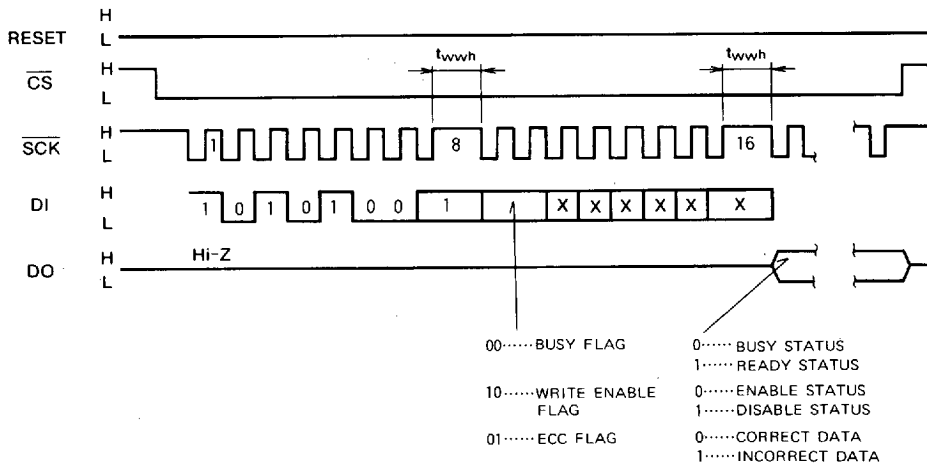 H
RESET L
twwh twwh
CS H
L
SCK H 1 8 16
L
DI H
L 1 0 1 0 1 0 0 1 X X X X X X
DO H Hi-Z
L
00······BUSY FLAG
10······WRITE ENABLE
FLAG
01······ECC FLAG
0······BUSY STATUS
1······READY STATUS
0······ENABLE STATUS
1······DISABLE STATUS
0······CORRECT DATA
1······INCORRECT DATA